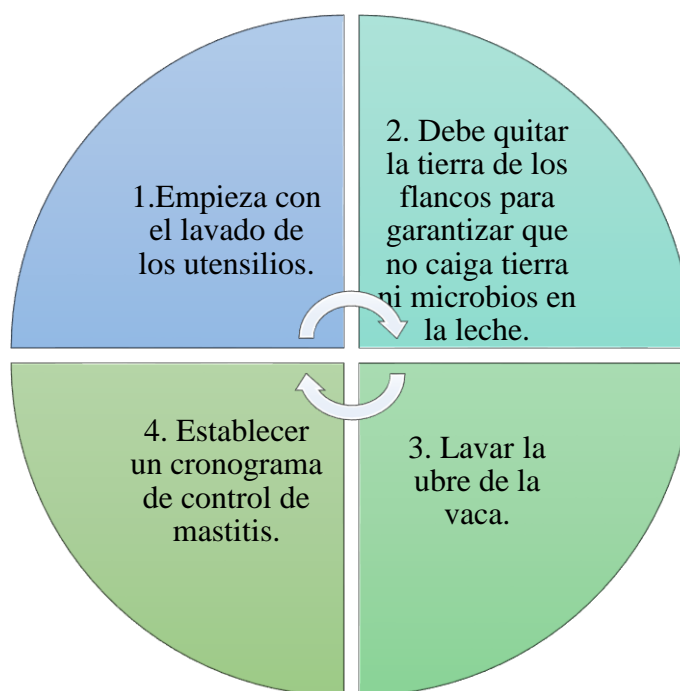 1.Empieza con
el lavado de
los utensilios.
2. Debe quitar
la tierra de los
flancos para
garantizar que
no caiga tierra
ni microbios en
la leche.
3. Lavar la
ubre de la
vaca.
4. Establecer
un cronograma
de control de
mastitis.